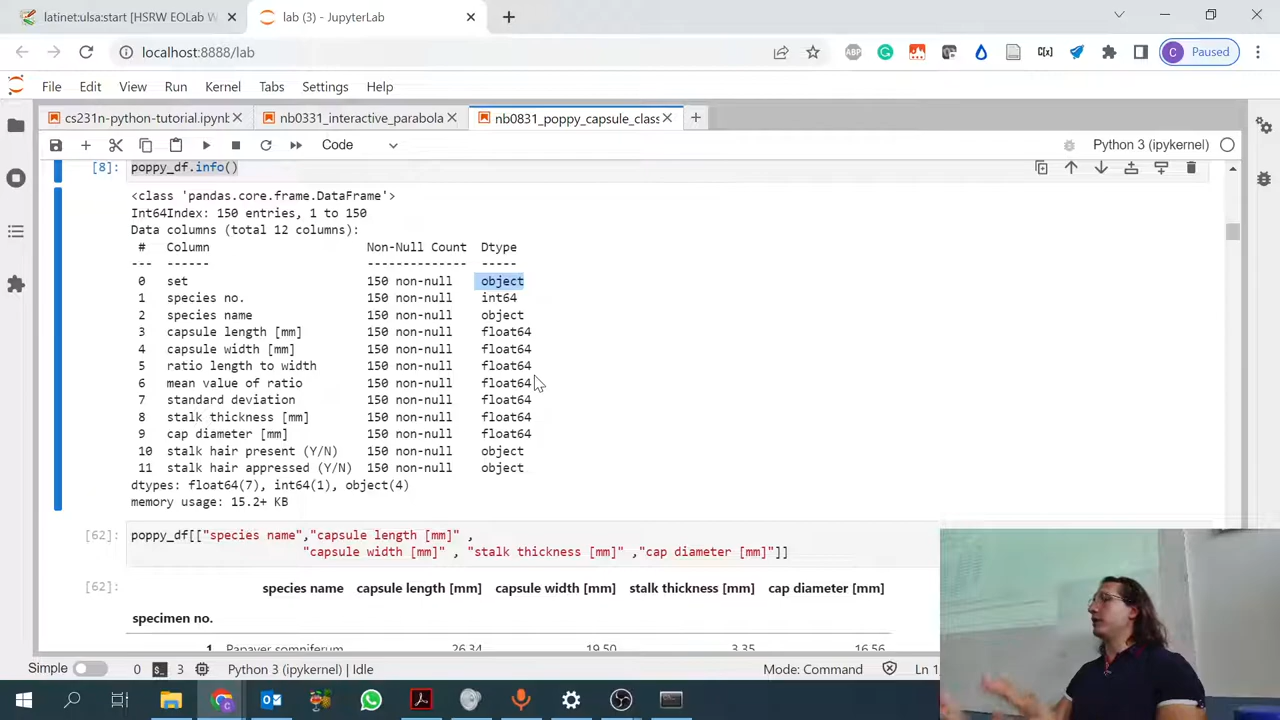 latinet:ulsa:start [HSRW EOLab W
lab (3) - JupyterLab
localhost:8888/lab
ABP
C[x]
C Paused
File Edit View Run Kernel Tabs Settings Help
cs231n-python-tutorial.ipynb
nb0331_interactive_parabola
nb0831_poppy_capsule_class
Code
Python 3 (ipykernel)
[8]: poppy_df.info()
<class 'pandas.core.frame.DataFrame'>
Int64Index: 150 entries, 1 to 150
Data columns (total 12 columns):
# Column Non-Null Count Dtype
--- ------ -------------- -----
0 set 150 non-null object
1 species no. 150 non-null int64
2 species name 150 non-null object
3 capsule length [mm] 150 non-null float64
4 capsule width [mm] 150 non-null float64
5 ratio length to width 150 non-null float64
6 mean value of ratio 150 non-null float64
7 standard deviation 150 non-null float64
8 stalk thickness [mm] 150 non-null float64
9 cap diameter [mm] 150 non-null float64
10 stalk hair present (Y/N) 150 non-null object
11 stalk hair appressed (Y/N) 150 non-null object
dtypes: float64(7), int64(1), object(4)
memory usage: 15.2+ KB
[62]: poppy_df[["species name","capsule length [mm]" ,
"capsule width [mm]" , "stalk thickness [mm]" ,"cap diameter [mm]"]]
[62]: species name capsule length [mm] capsule width [mm] stalk thickness [mm] cap diameter [mm]
specimen no.
1 Papaver somniferum 26.34 19.50 3.35 16.56
Simple 0 3 Python 3 (ipykernel) | Idle Mode: Command Ln 1